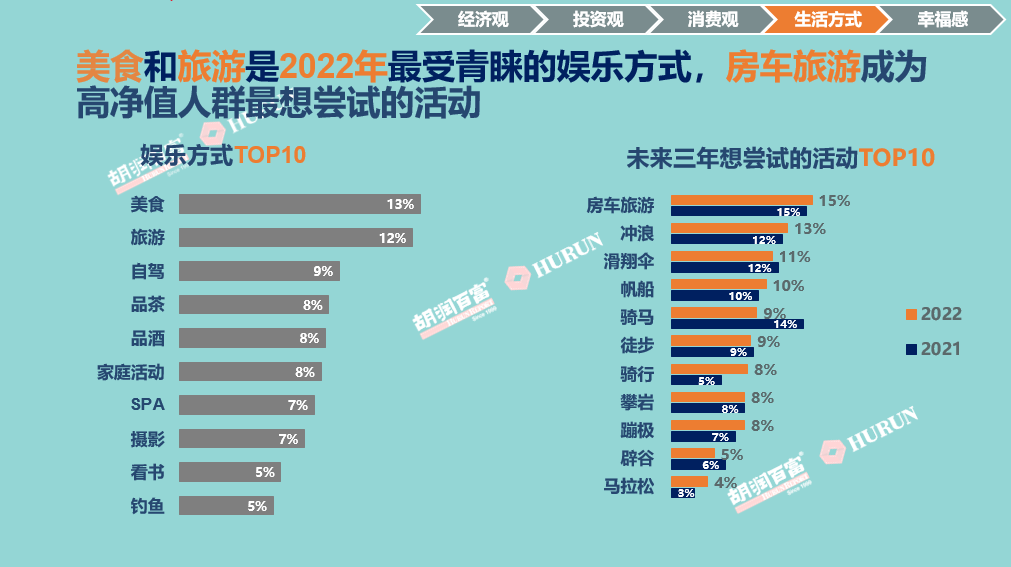 经济观
投资观
消费观
生活方式
幸福感
美食和旅游是2022年最受青睐的娱乐方式，房车旅游成为
高净值人群最想尝试的活动
娱乐方式TOP10
美食 13%
旅游 12%
自驾 9%
品茶 8%
品酒 8%
家庭活动 8%
SPA 7%
摄影 7%
看书 5%
钓鱼 5%
未来三年想尝试的活动TOP10
房车旅游 15% 15%
冲浪 13% 12%
滑翔伞 11% 12%
帆船 10% 10%
骑马 9% 14%
徒步 9% 9%
骑行 8% 5%
攀岩 8% 8%
蹦极 8% 7%
辟谷 5% 6%
马拉松 4% 3%
2022
2021
胡润百富 HURUN
胡润百富 HURUN
Since 1999
胡润百富 HURUN
Since 1999